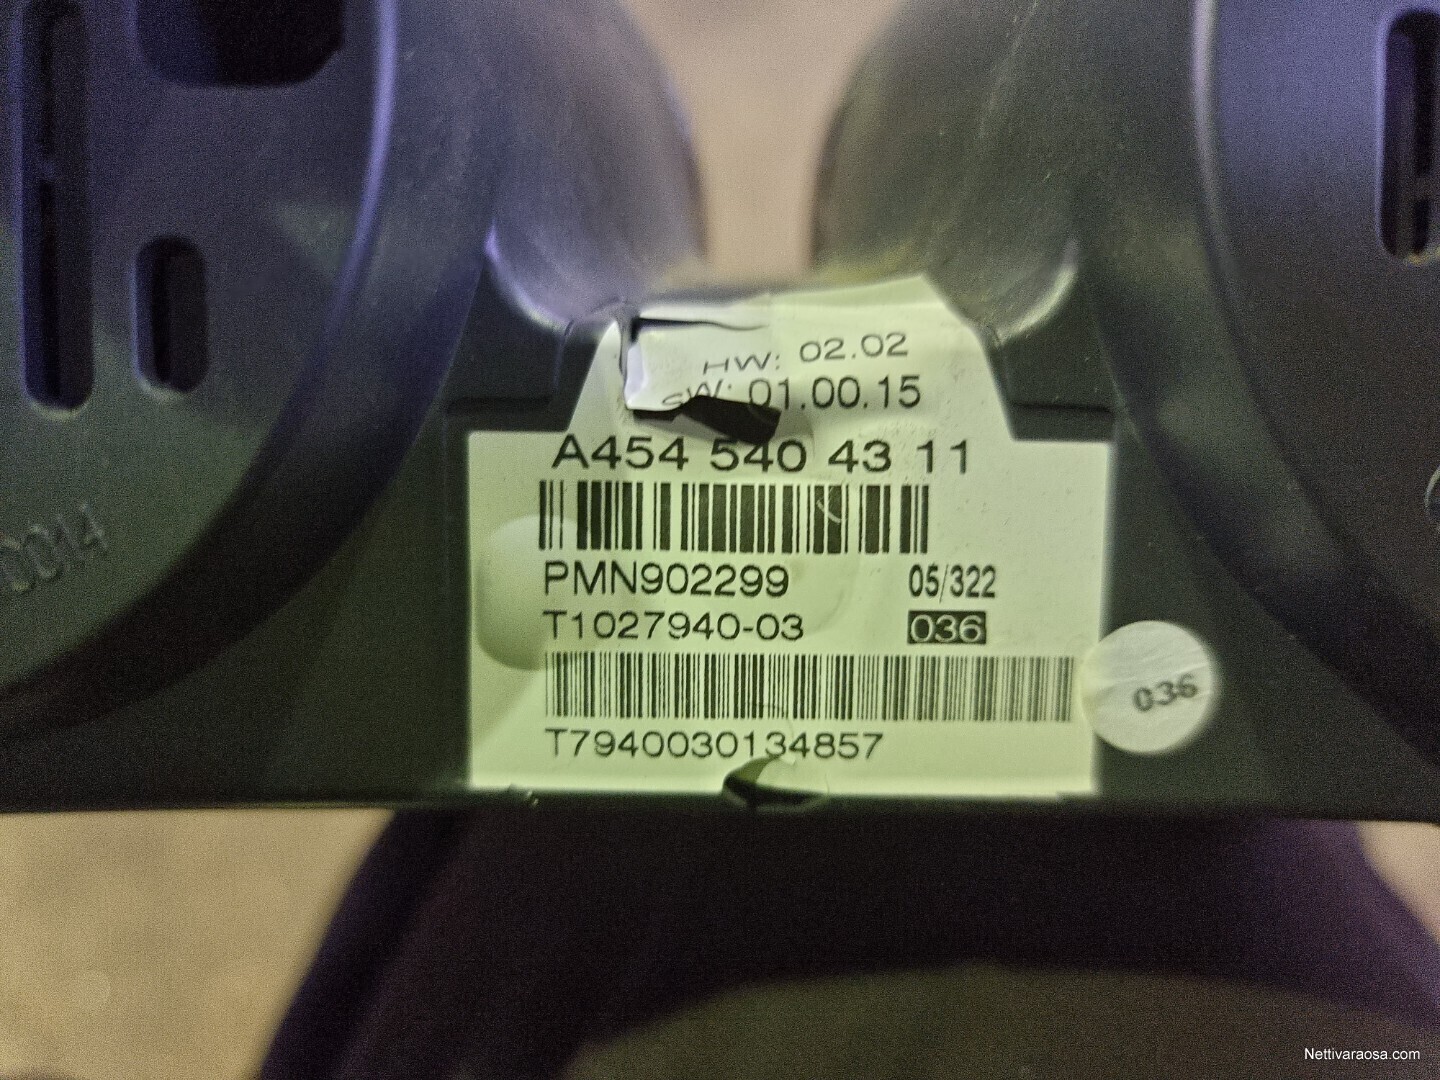 HW: 02.02
SW: 01.00.15
A454 540 43 11
PMN902299 05/322
T1027940-03 036
036
T7940030134857
Nettivaraosa.com